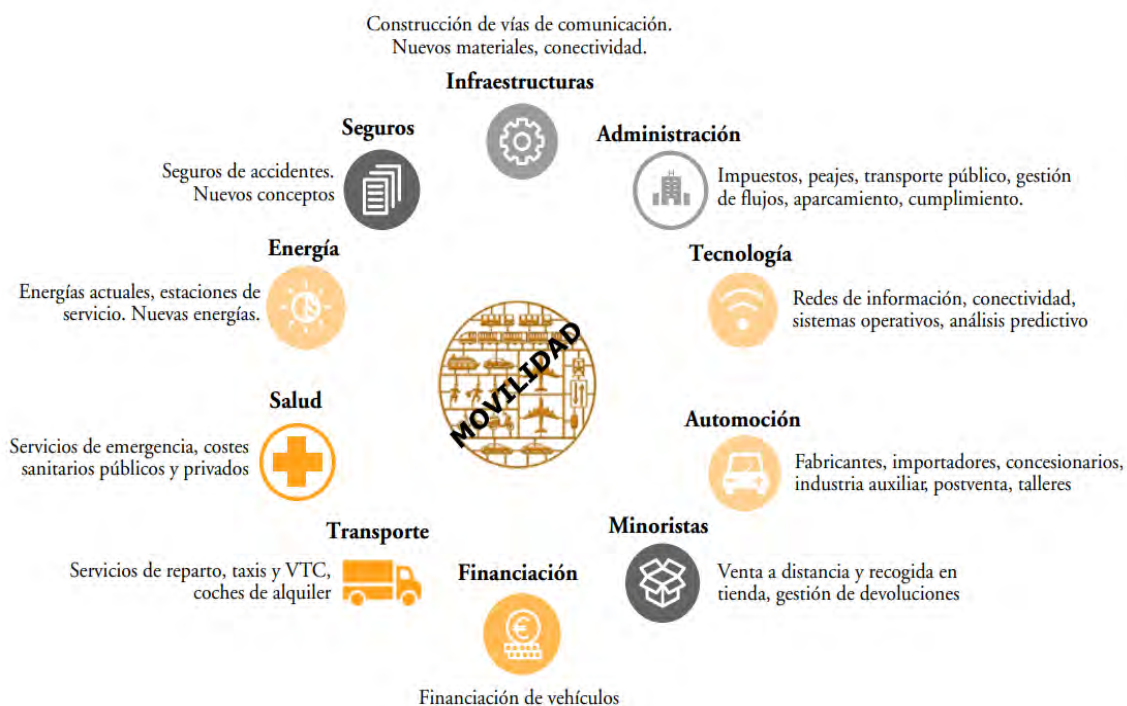 Construcción de vías de comunicación.
Nuevos materiales, conectividad.
Infraestructuras
Seguros
Seguros de accidentes.
Nuevos conceptos
Administración
Impuestos, peajes, transporte público, gestión
de flujos, aparcamiento, cumplimiento.
Energía
Energías actuales, estaciones de
servicio. Nuevas energías.
Tecnología
Redes de información, conectividad,
sistemas operativos, análisis predictivo
MOVILIDAD
Salud
Servicios de emergencia, costes
sanitarios públicos y privados
Automoción
Fabricantes, importadores, concesionarios,
industria auxiliar, postventa, talleres
Transporte
Servicios de reparto, taxis y VTC,
coches de alquiler
Financiación
€
Financiación de vehículos
Minoristas
Venta a distancia y recogida en
tienda, gestión de devoluciones